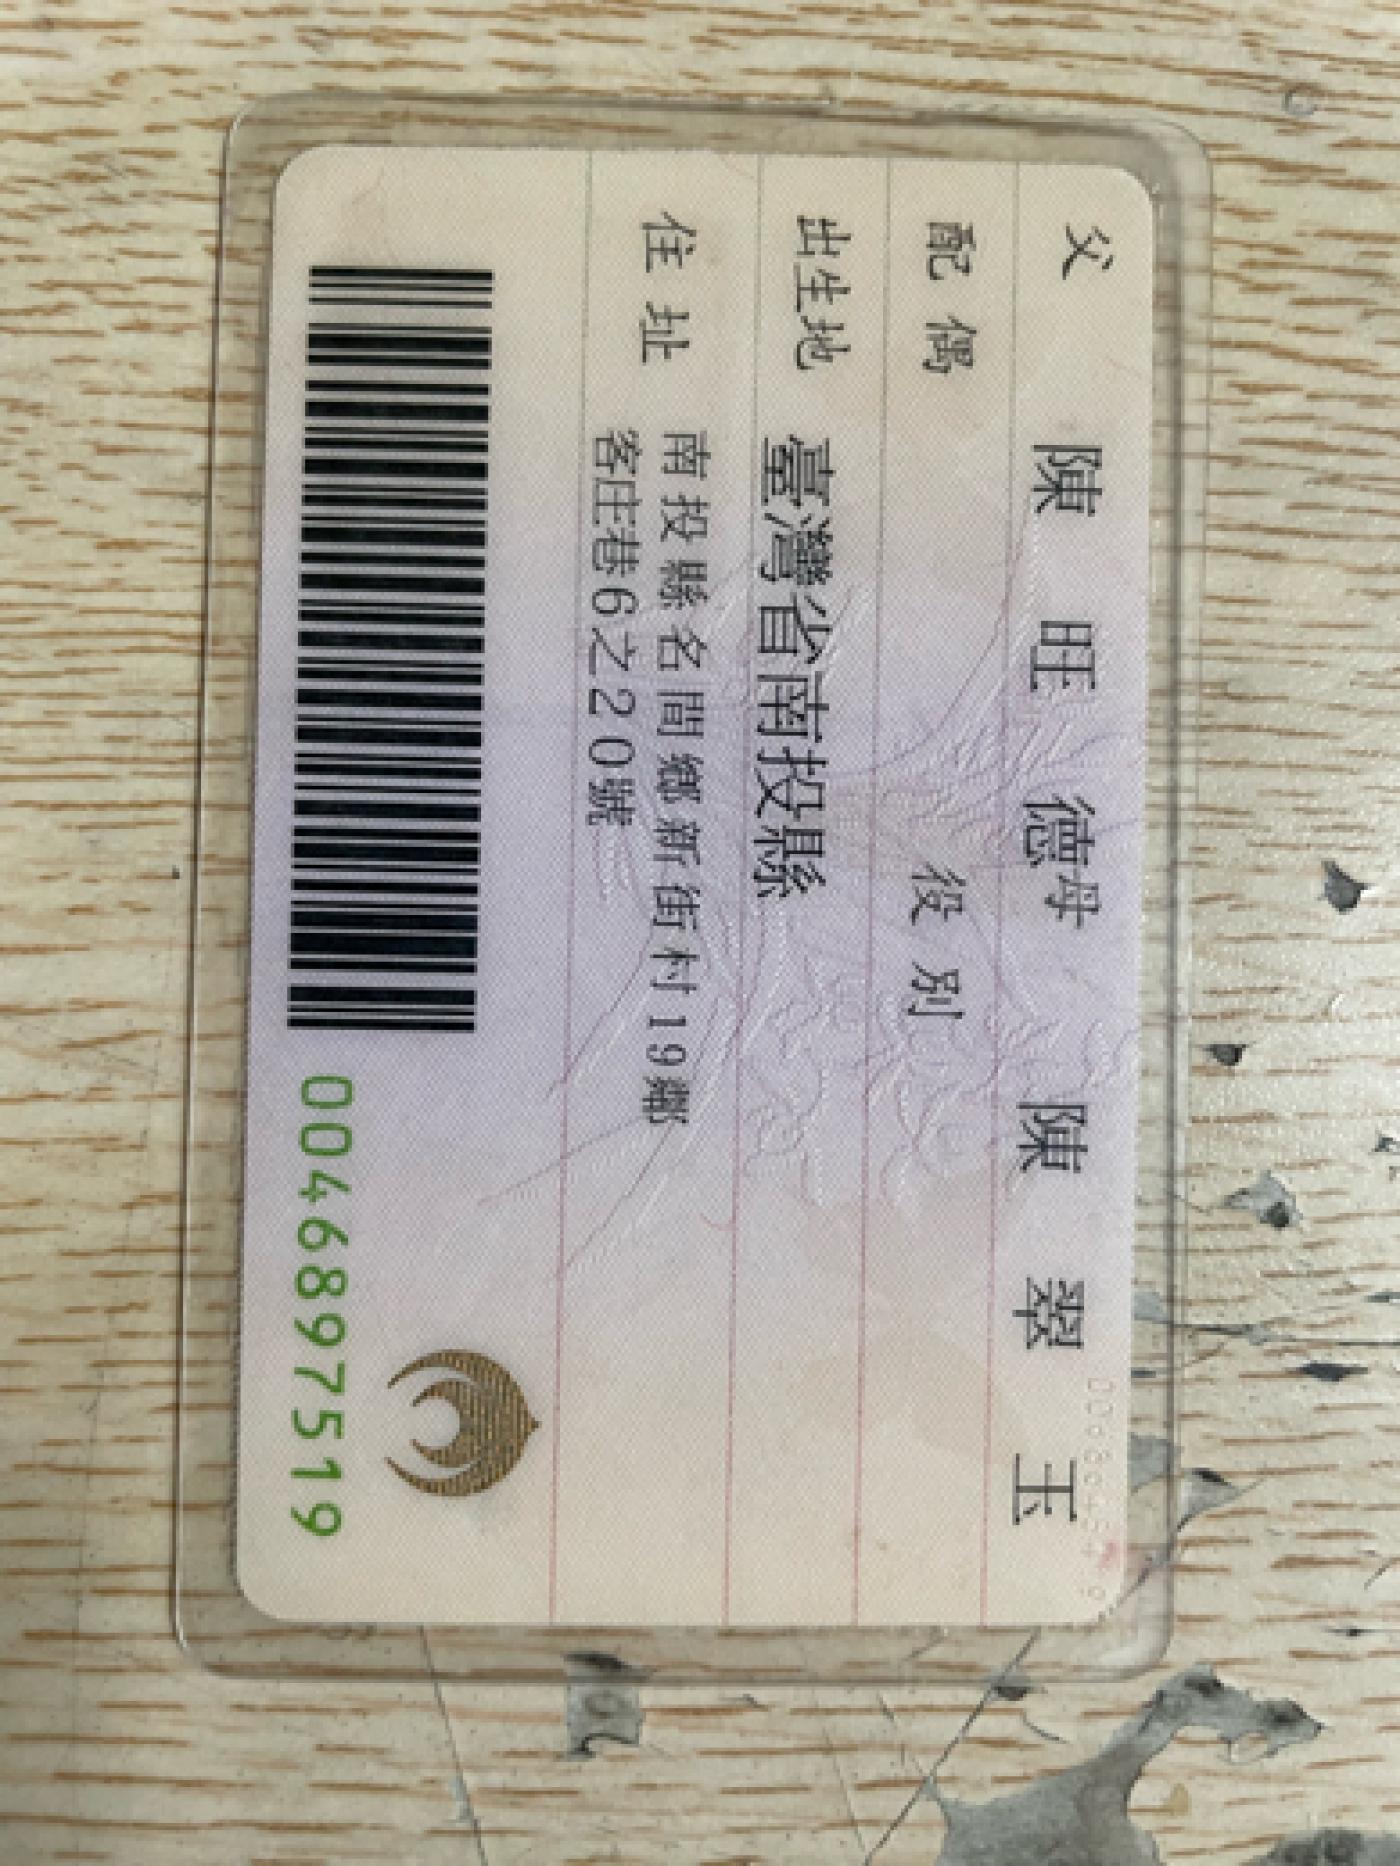 父 陳旺德 母 陳翠玉
配偶 役別
出生地 臺灣省南投縣
住址 南投縣名間鄉新街村19鄰
客庄巷6之20號
0046897519